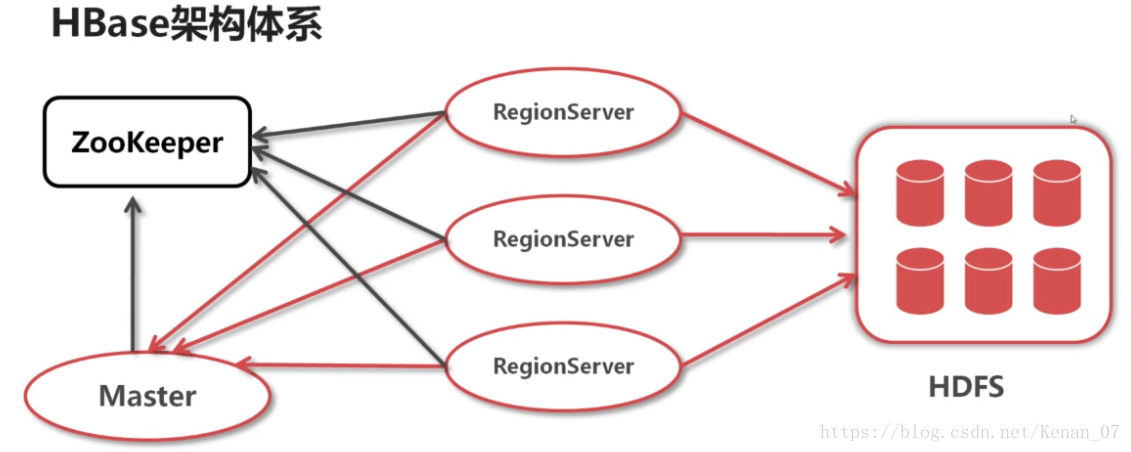 HBase架构体系
ZooKeeper
RegionServer
RegionServer
RegionServer
Master
HDFS
https://blog.csdn.net/Kenan_07